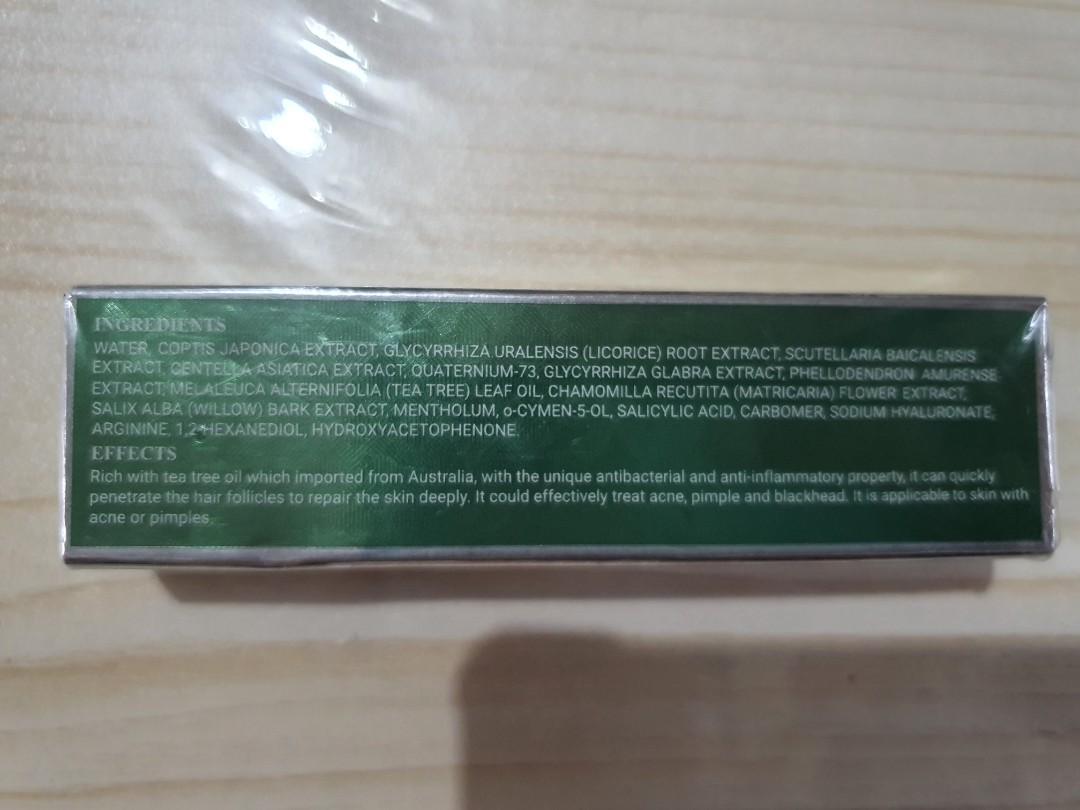 INGREDIENTS
WATER, COPTIS JAPONICA EXTRACT, GLYCYRRHIZA URALENSIS (LICORICE) ROOT EXTRACT, SCUTELLARIA BAICALENSIS
EXTRACT, CENTELLA ASIATICA EXTRACT, QUATERNIUM-73, GLYCYRRHIZA GLABRA EXTRACT, PHELLODENDRON AMURENSE
EXTRACT, MELALEUCA ALTERNIFOLIA (TEA TREE) LEAF OIL, CHAMOMILLA RECUTITA (MATRICARIA) FLOWER EXTRACT,
SALIX ALBA (WILLOW) BARK EXTRACT, MENTHOLUM, o-CYMEN-5-OL, SALICYLIC ACID, CARBOMER, SODIUM HYALURONATE,
ARGININE, 1,2-HEXANEDIOL, HYDROXYACETOPHENONE.
EFFECTS
Rich with tea tree oil which imported from Australia, with the unique antibacterial and anti-inflammatory property, it can quickly
penetrate the hair follicles to repair the skin deeply. It could effectively treat acne, pimple and blackhead. It is applicable to skin with
acne or pimples.